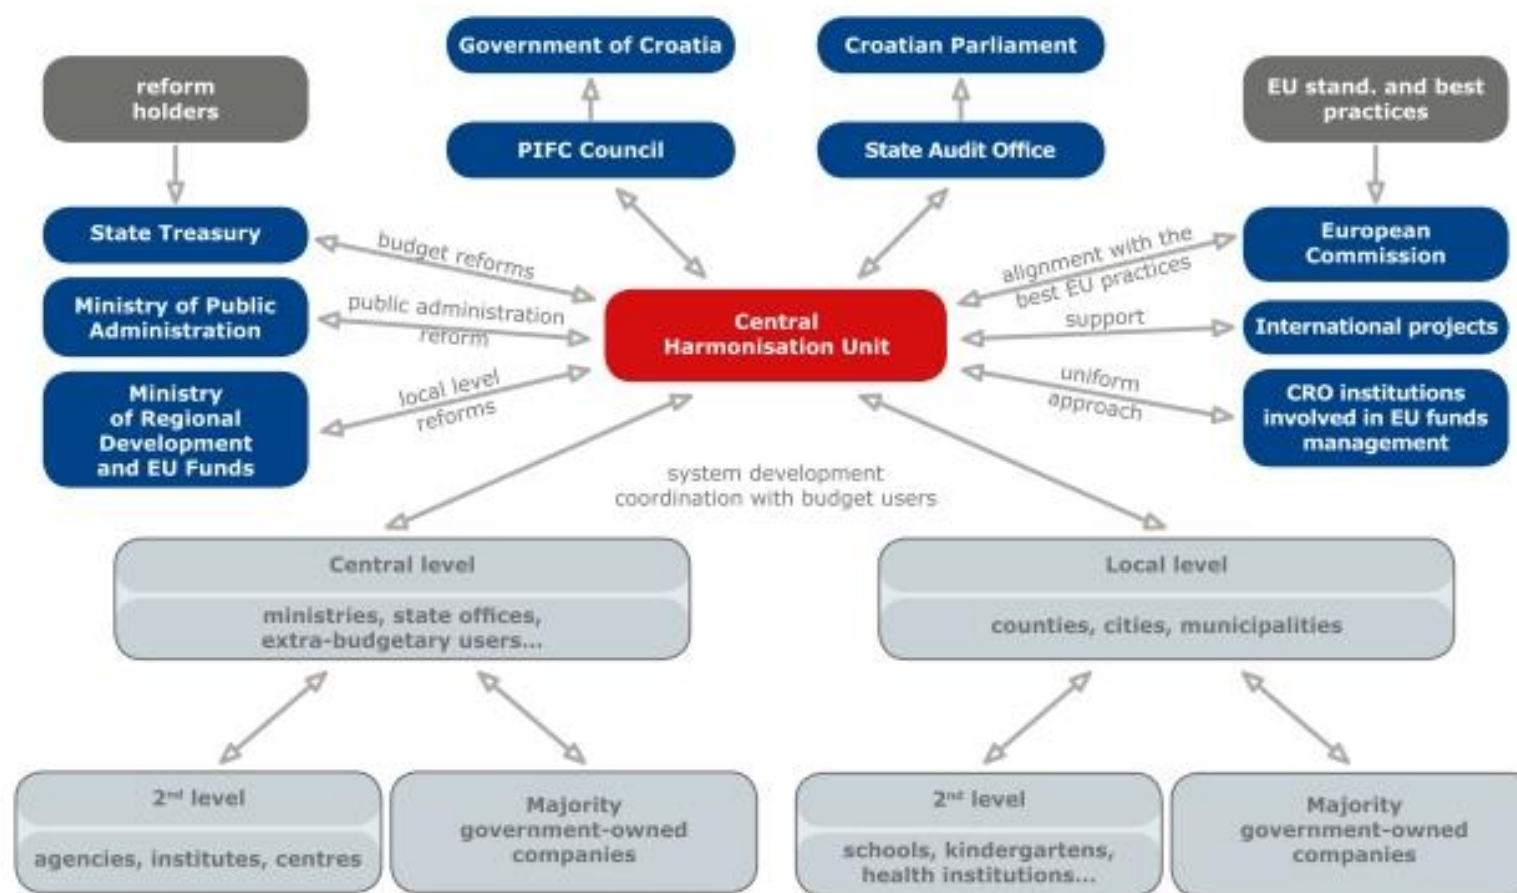 Government of Croatia
Croatian Parliament
reform
holders
EU stand. and best
practices
PIFC Council
State Audit Office
State Treasury
budget reforms
alignment with the
best EU practices
European
Commission
Ministry of Public
Administration
public administration
reform
Central
Harmonisation Unit
support
International projects
Ministry
of Regional
Development
and EU Funds
local level
reforms
uniform
approach
CRO institutions
involved in EU funds
management
system development
coordination with budget users
Central level
ministries, state offices,
extra-budgetary users...
Local level
counties, cities, municipalities
2nd level
agencies, institutes, centres
Majority
government-owned
companies
2nd level
schools, kindergartens,
health institutions...
Majority
government-owned
companies